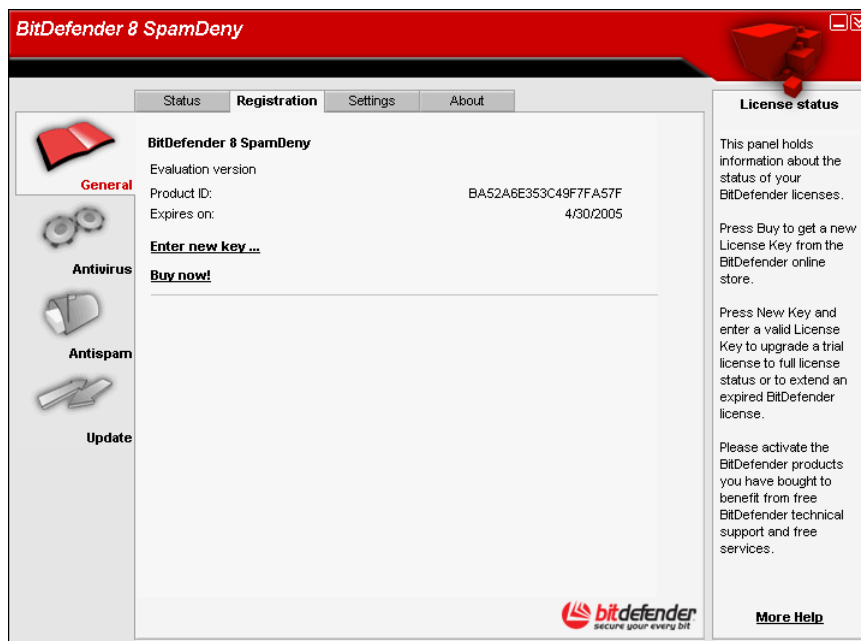 BitDefender 8 SpamDeny
Status
Registration
Settings
About
General
Antivirus
Antispam
Update
BitDefender 8 SpamDeny
Evaluation version
Product ID: BA52A6E353C49F7FA57F
Expires on: 4/30/2005
Enter new key ...
Buy now!
bitdefender
secure your every bit
License status
This panel holds
information about the
status of your
BitDefender licenses.
Press Buy to get a new
License Key from the
BitDefender online
store.
Press New Key and
enter a valid License
Key to upgrade a trial
license to full license
status or to extend an
expired BitDefender
license.
Please activate the
BitDefender products
you have bought to
benefit from free
BitDefender technical
support and free
services.
More Help